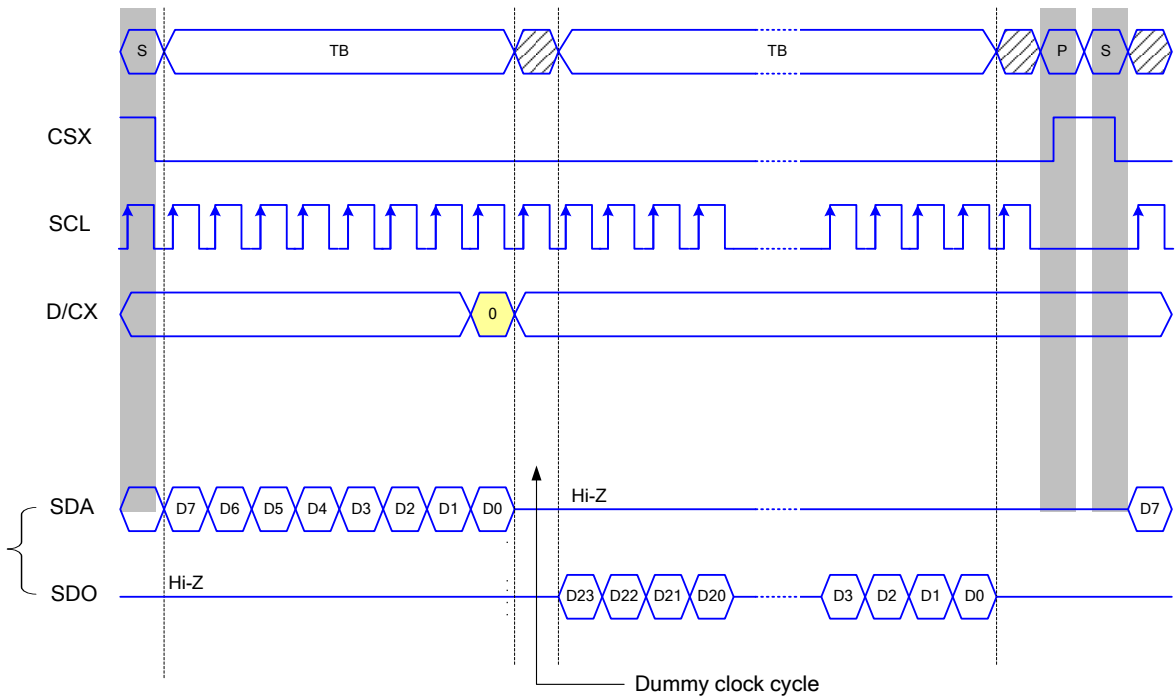 S TB TB P S
CSX
SCL
D/CX 0
SDA D7 D6 D5 D4 D3 D2 D1 D0 Hi-Z D7
SDO Hi-Z D23 D22 D21 D20 D3 D2 D1 D0
Dummy clock cycle